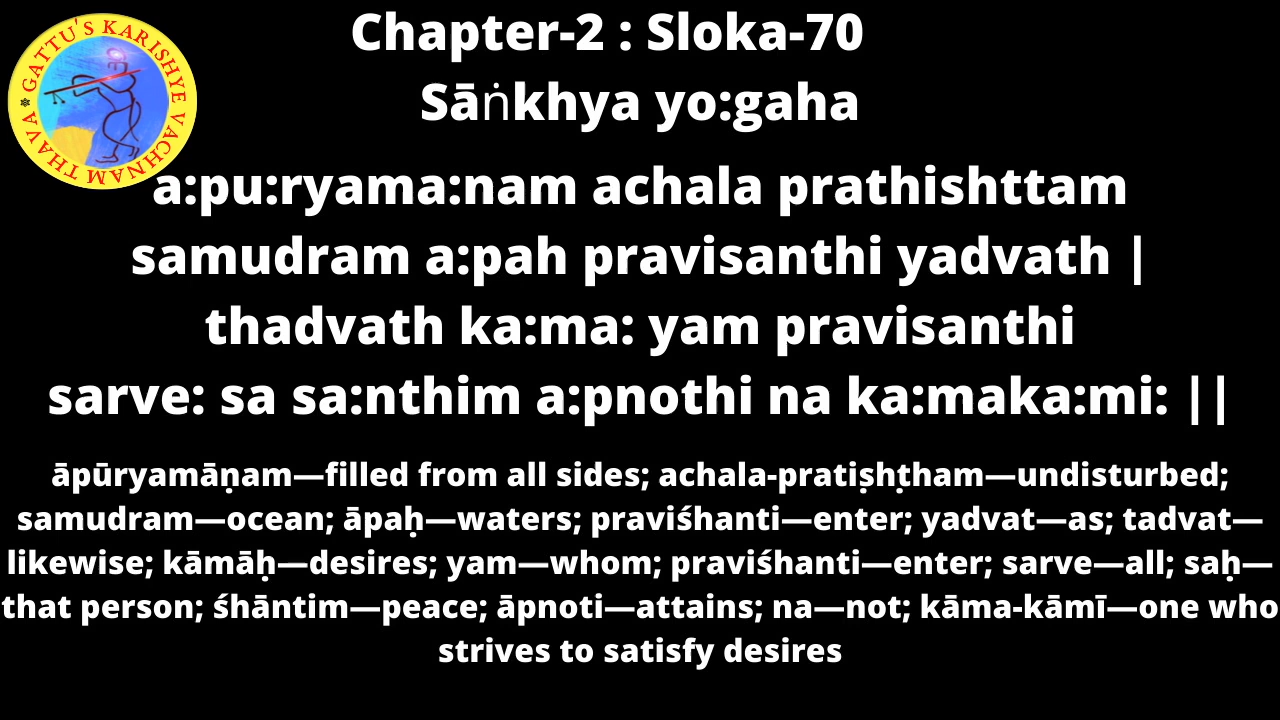 GATTU'S KARISHYE VACHNAM THAVA
Chapter-2 : Sloka-70
Sāṅkhya yo:gaha
a:pu:ryama:nam achala prathishttam
samudram a:pah pravisanthi yadvath |
thadvath ka:ma: yam pravisanthi
sarve: sa sa:nthim a:pnothi na ka:maka:mi: ||
āpūryamāṇam—filled from all sides; achala-pratiṣhṭham—undisturbed;
samudram—ocean; āpaḥ—waters; praviśhanti—enter; yadvat—as; tadvat—
likewise; kāmāḥ—desires; yam—whom; praviśhanti—enter; sarve—all; saḥ—
that person; śhāntim—peace; āpnoti—attains; na—not; kāma-kāmī—one who
strives to satisfy desires